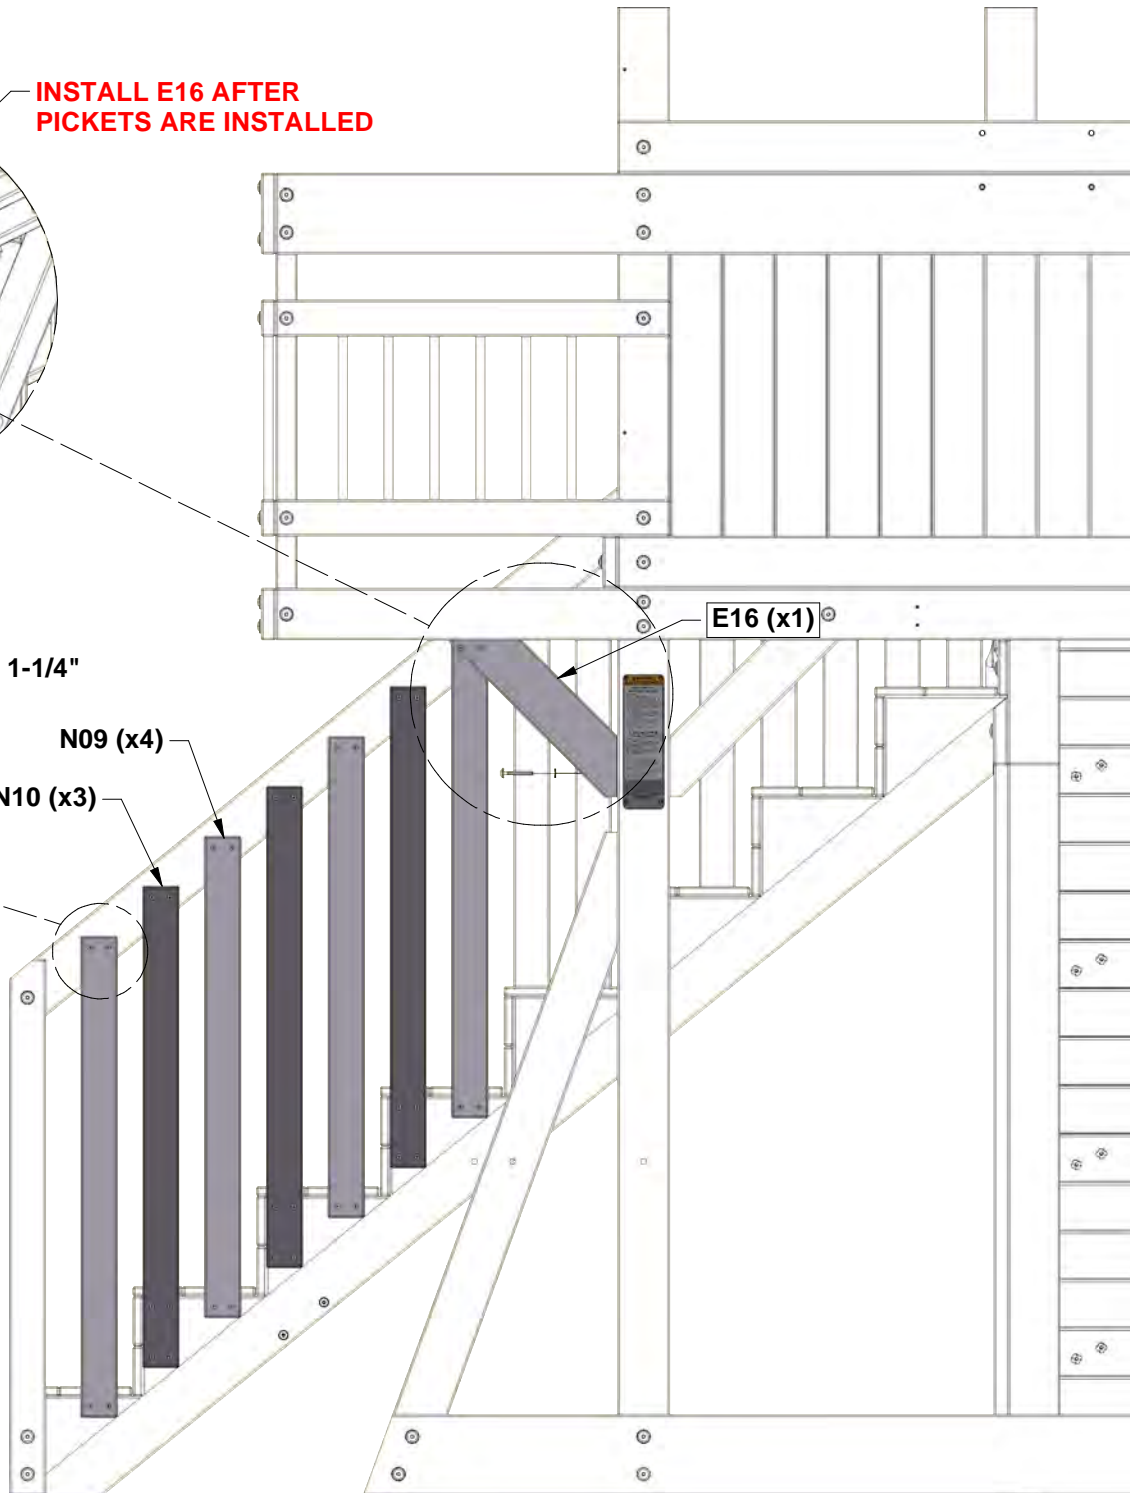 INSTALL E16 AFTER
PICKETS ARE INSTALLED
E16 (x1)
1-1/4"
N09 (x4)
N10 (x3)